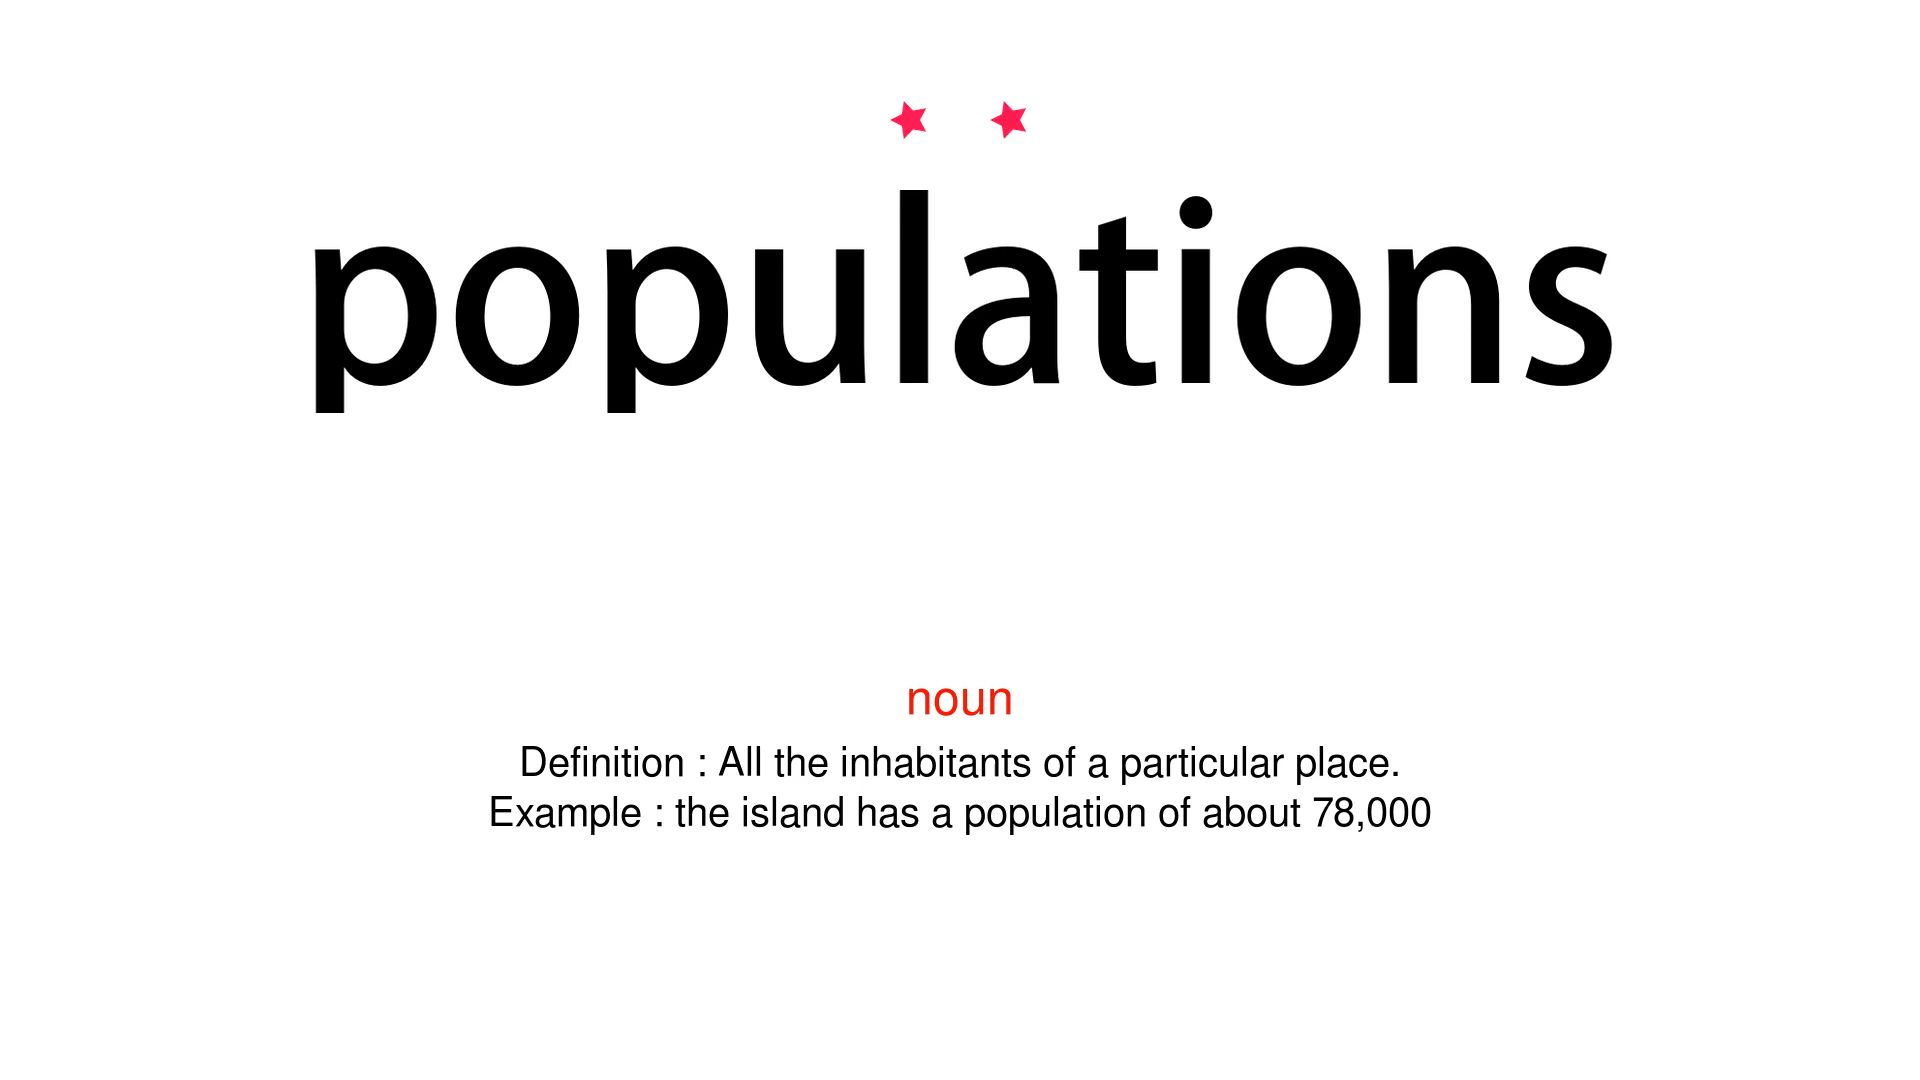 populations
noun
Definition : All the inhabitants of a particular place.
Example : the island has a population of about 78,000